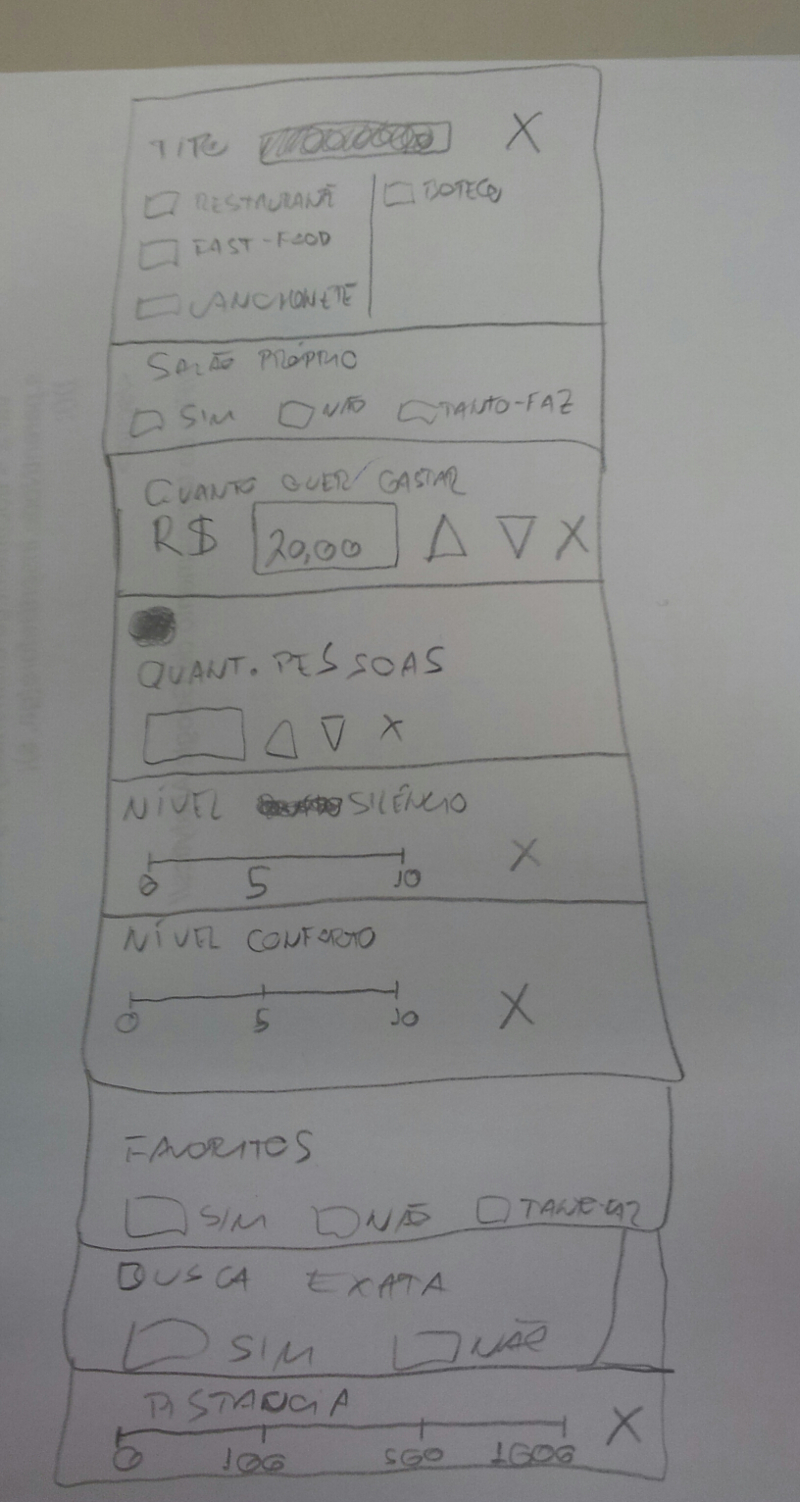 TIPO X
RESTAURANTE BOTECO
FAST-FOOD
LANCHONETE
SALÃO PRÓPRIO
SIM NÃO TANTO-FAZ
QUANTO QUER GASTAR
R$ 20,00 X
QUANT. PESSOAS
X
NÍVEL SILÊNCIO
X
0 5 10
NÍVEL CONFORTO
X
0 5 10
FAVORITOS
SIM NÃO TANTO-FAZ
BUSCA EXATA
SIM NÃO
DISTANCIA
X
0 100 500 1000